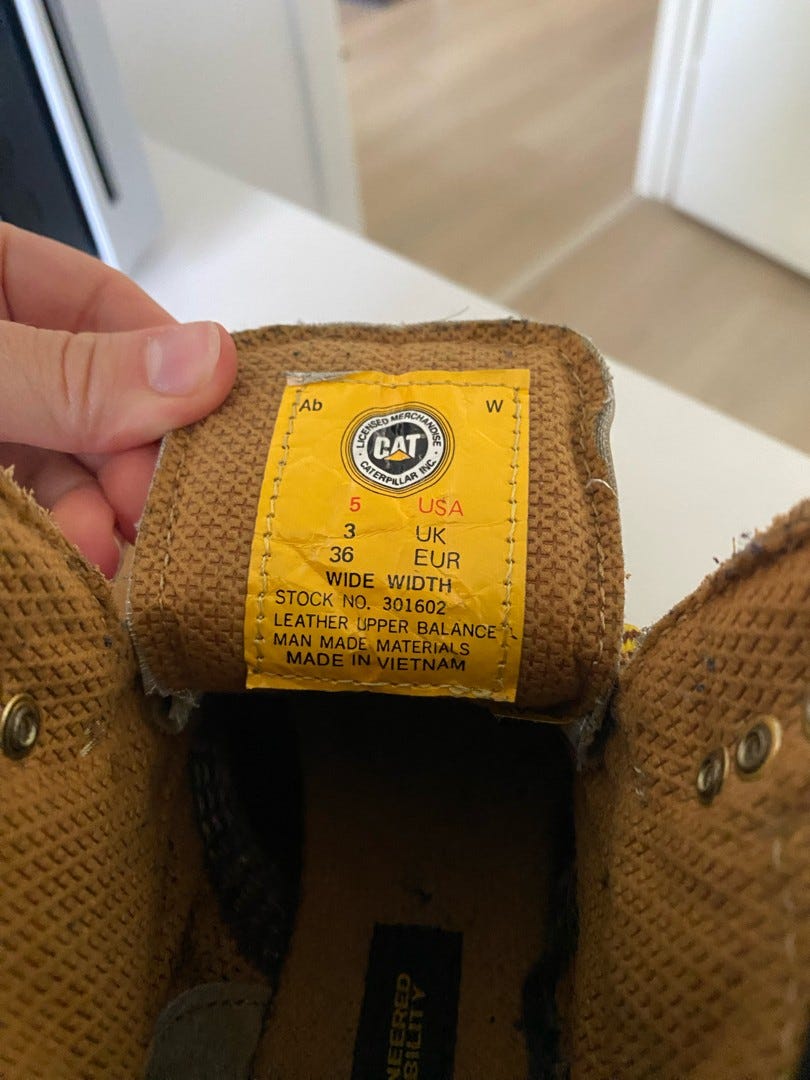 Ab W
LICENSED MERCHANDISE
CAT
CATERPILLAR INC.
5 USA
3 UK
36 EUR
WIDE WIDTH
STOCK NO. 301602
LEATHER UPPER BALANCE
MAN MADE MATERIALS
MADE IN VIETNAM